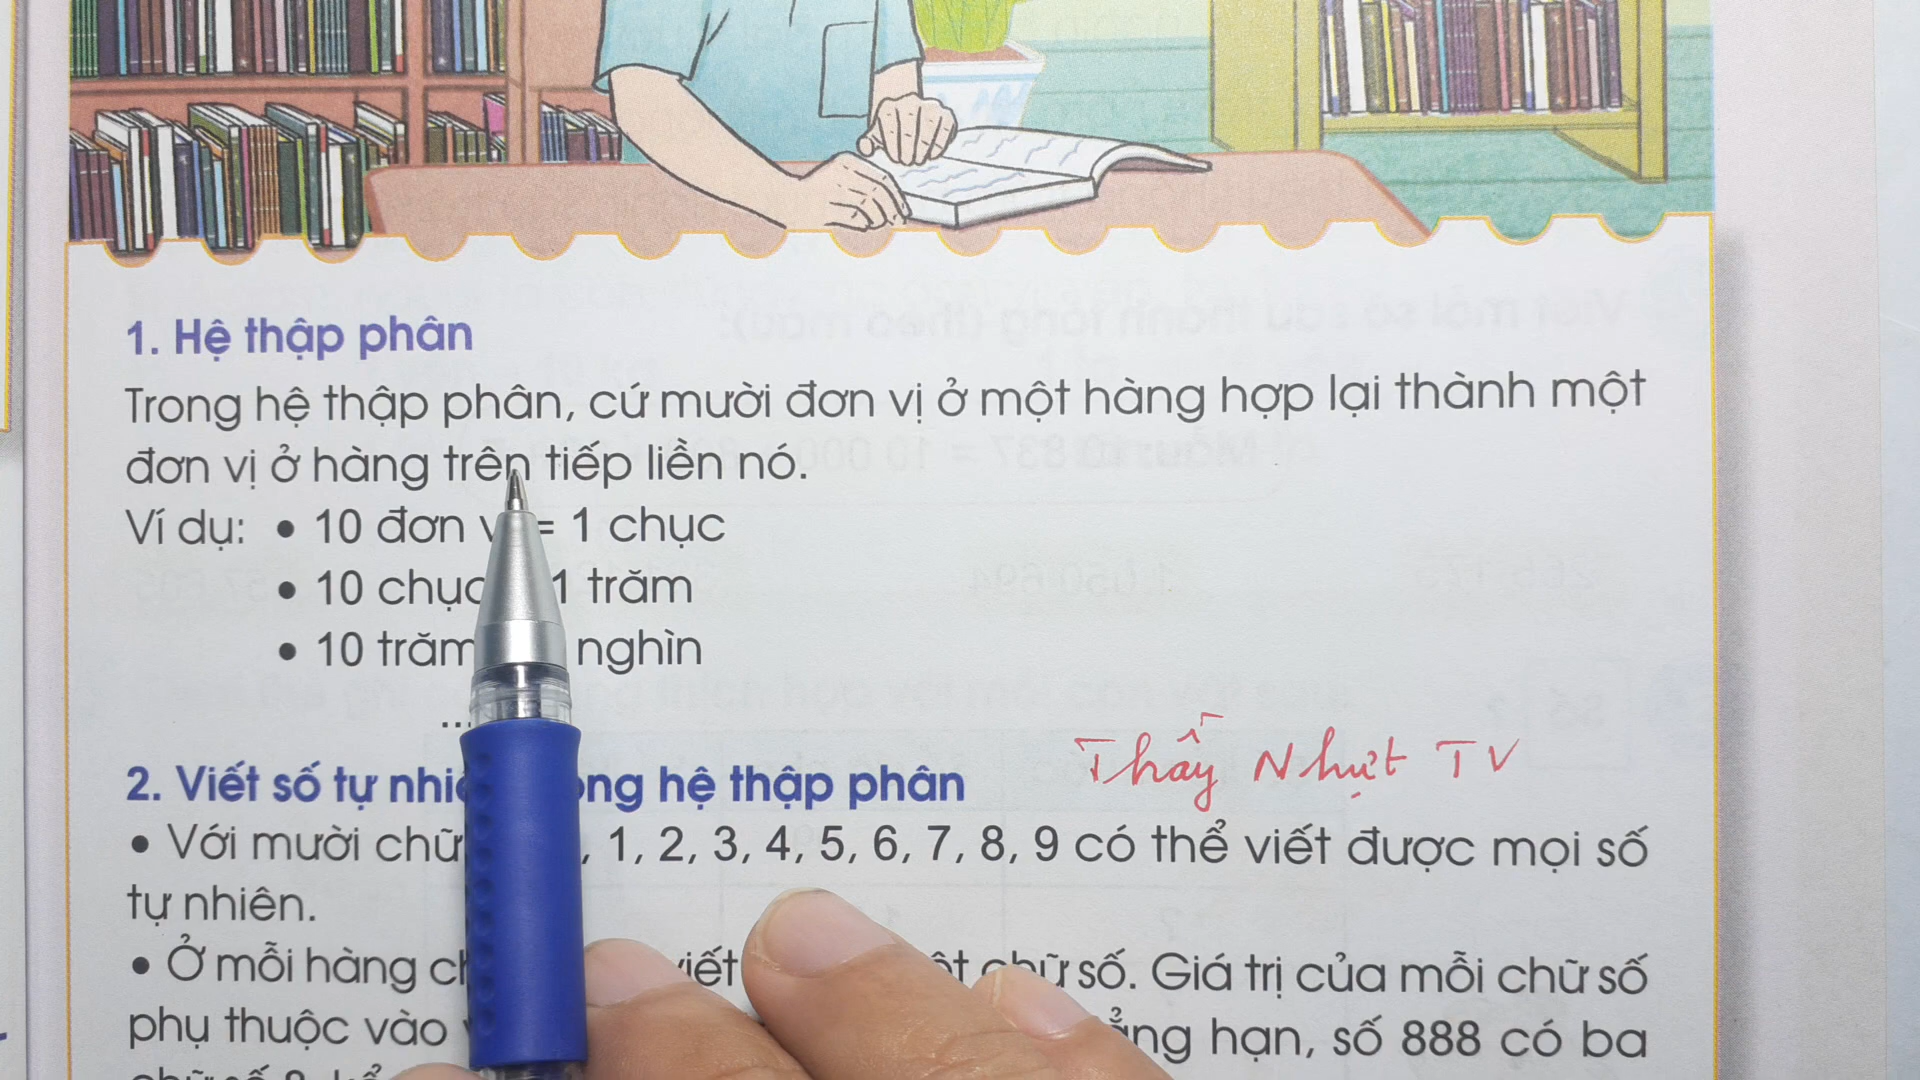 1. Hệ thập phân
Trong hệ thập phân, cứ mười đơn vị ở một hàng hợp lại thành một
đơn vị ở hàng trên tiếp liền nó.
Ví dụ: • 10 đơn = 1 chục
• 10 chục 1 trăm
• 10 trăm nghìn
...
2. Viết số tự hệ thập phân
Thầy Nhựt TV
• Với mười chữ , 1, 2, 3, 4, 5, 6, 7, 8, 9 có thể viết được mọi số
tự nhiên.
• Ở mỗi hàng viết chữ số. Giá trị của mỗi chữ số
phụ thuộc vào hạn, số 888 có ba